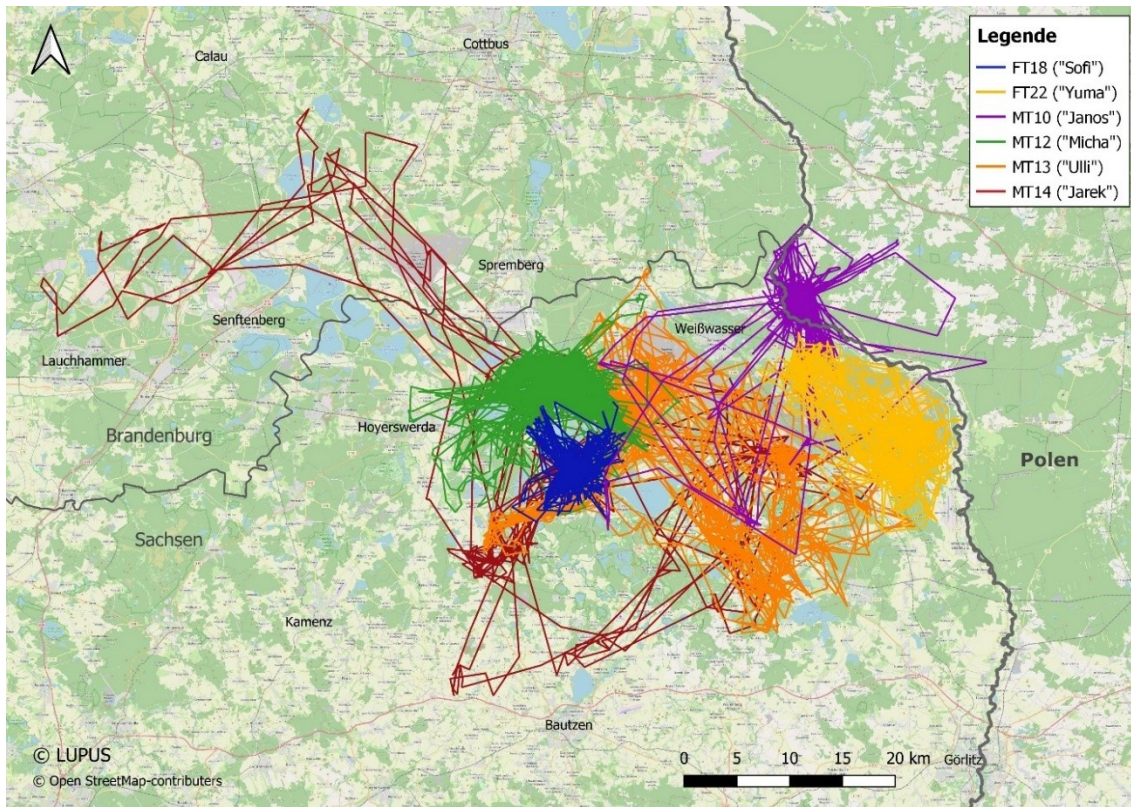 Cottbus
Calau
Legende
FT18 ("Sofi")
FT22 ("Yuma")
MT10 ("Janos")
MT12 ("Micha")
MT13 ("Ulli")
MT14 ("Jarek")
Spremberg
Senftenberg
Weißwasser
Lauchhammer
Hoyerswerda
Brandenburg
Polen
Sachsen
Kamenz
Bautzen
© LUPUS
© Open StreetMap-contributors
0 5 10 15 20 km
Görlitz